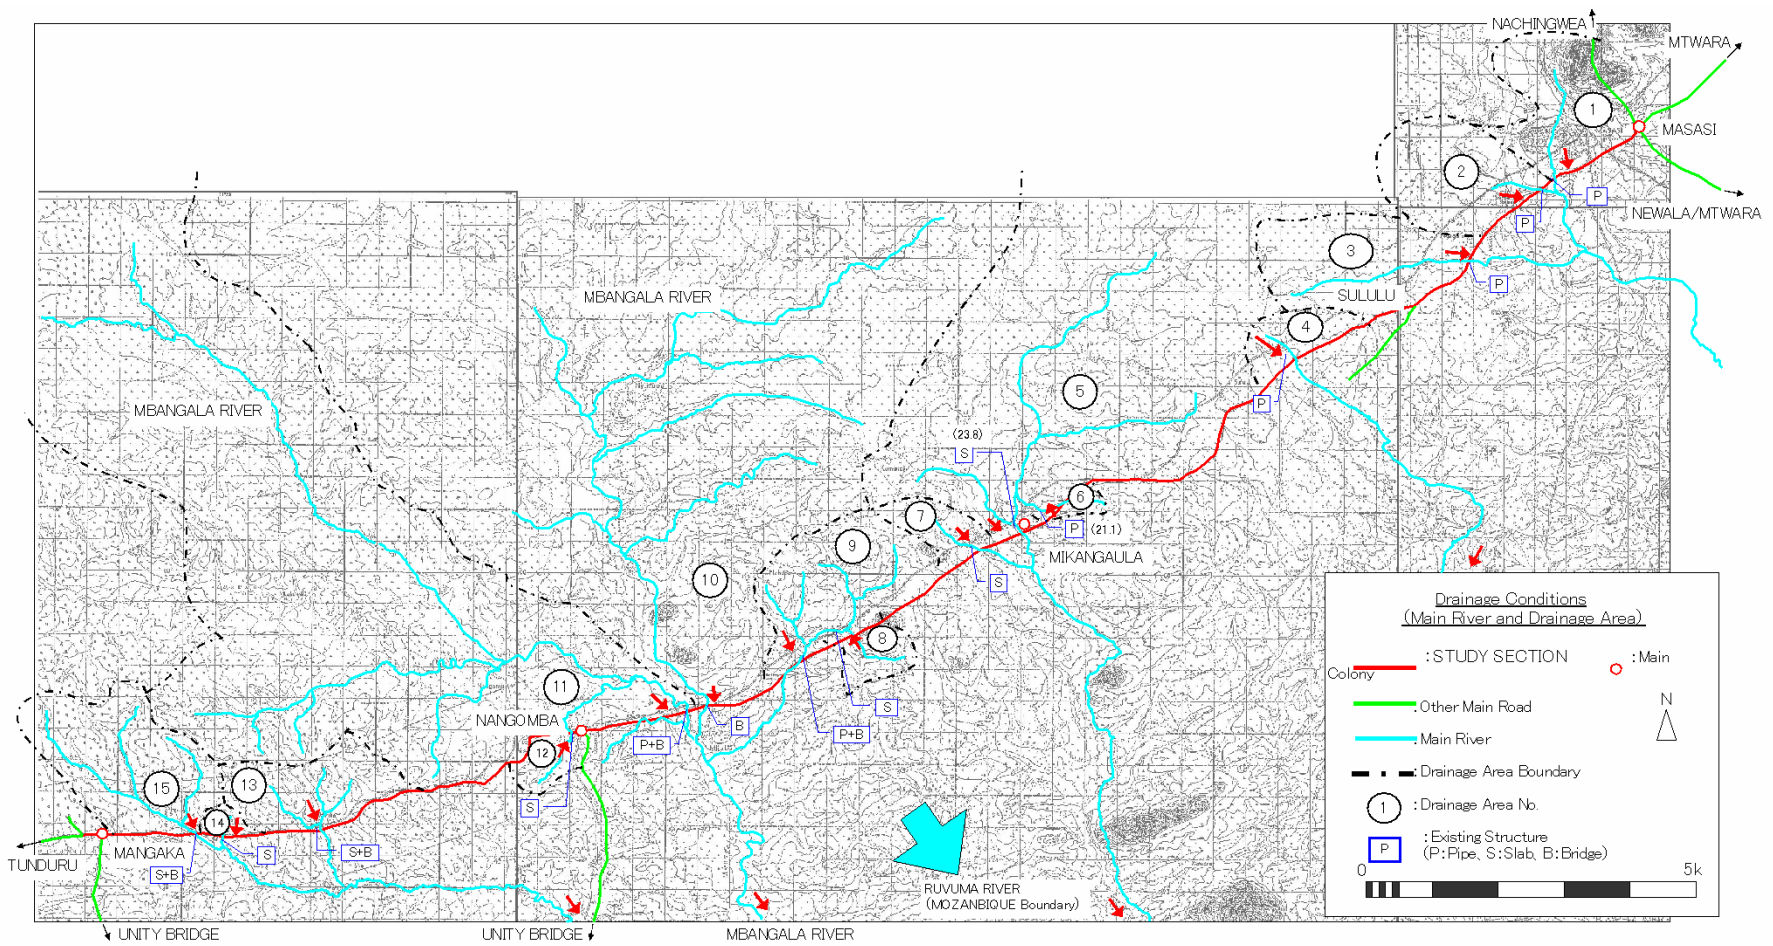 NACHINGWEA
MTWARA
1
MASASI
2
P
NEWALA/MTWARA
P
3
P
MBANGALA RIVER
SULULU
4
5
MBANGALA RIVER
P
(23.8)
S
6
7
P
(21.1)
9
MIKANGAULA
10
S
8
11
S
NANGOMBA
B
P+B
P+B
12
15
13
S
14
MANGAKA
S
S+B
TUNDURU
S+B
RUVUMA RIVER
(MOZANBIQUE Boundary)
UNITY BRIDGE
UNITY BRIDGE
MBANGALA RIVER
Drainage Conditions
(Main River and Drainage Area)
: STUDY SECTION
: Main
Colony
: Other Main Road
N
: Main River
: Drainage Area Boundary
1
: Drainage Area No.
P
: Existing Structure
(P:Pipe、S:Slab、B:Bridge)
0
5k